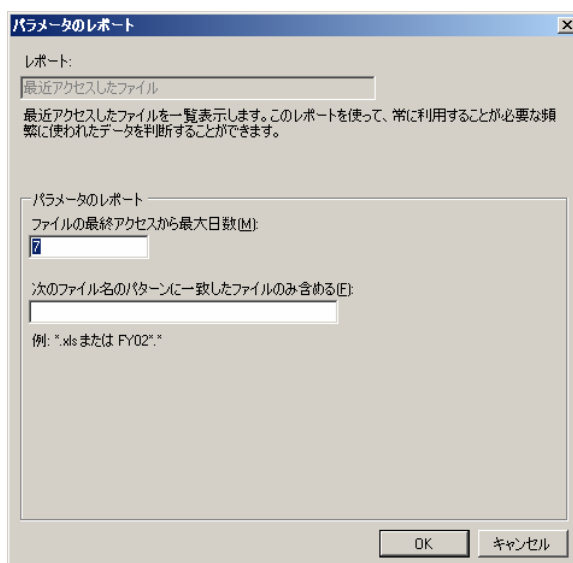 パラメータのレポート
レポート:
最近アクセスしたファイル
最近アクセスしたファイルを一覧表示します。このレポートを使って、常に利用することが必要な頻
繁に使われたデータを判断することができます。
パラメータのレポート
ファイルの最終アクセスから最大日数(M):
7
次のファイル名のパターンに一致したファイルのみ含める(F):
例: *.xls または FY02*.*
OK
キャンセル